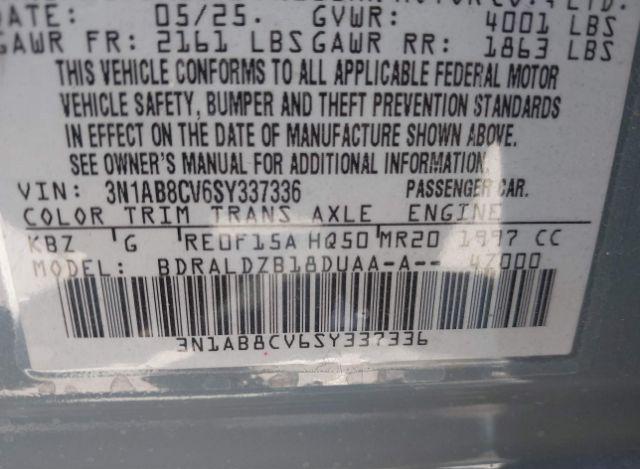 DATE: 05/25. GVWR: 4001 LBS
GAWR FR: 2161 LBS GAWR RR: 1863 LBS
THIS VEHICLE CONFORMS TO ALL APPLICABLE FEDERAL MOTOR
VEHICLE SAFETY, BUMPER AND THEFT PREVENTION STANDARDS
IN EFFECT ON THE DATE OF MANUFACTURE SHOWN ABOVE.
SEE OWNER'S MANUAL FOR ADDITIONAL INFORMATION.
VIN: 3N1AB8CV6SY337336 PASSENGER CAR.
COLOR TRIM TRANS AXLE ENGINE
KBZ G RE0F15A HQ50 MR20 1997 CC
MODEL: BDRALDZB18DUAA-A-- 47000
3N1AB8CV6SY337336